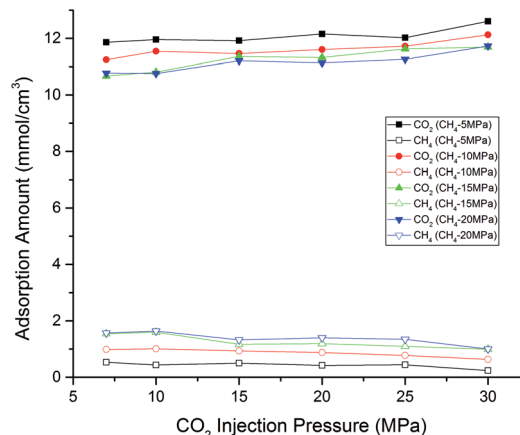 12
10
8
6
4
2
0
5
10
15
20
25
30
Adsorption Amount (mmol/cm³)
CO₂ Injection Pressure (MPa)
CO₂ (CH₄-5MPa)
CH₄ (CH₄-5MPa)
CO₂ (CH₄-10MPa)
CH₄ (CH₄-10MPa)
CO₂ (CH₄-15MPa)
CH₄ (CH₄-15MPa)
CO₂ (CH₄-20MPa)
CH₄ (CH₄-20MPa)